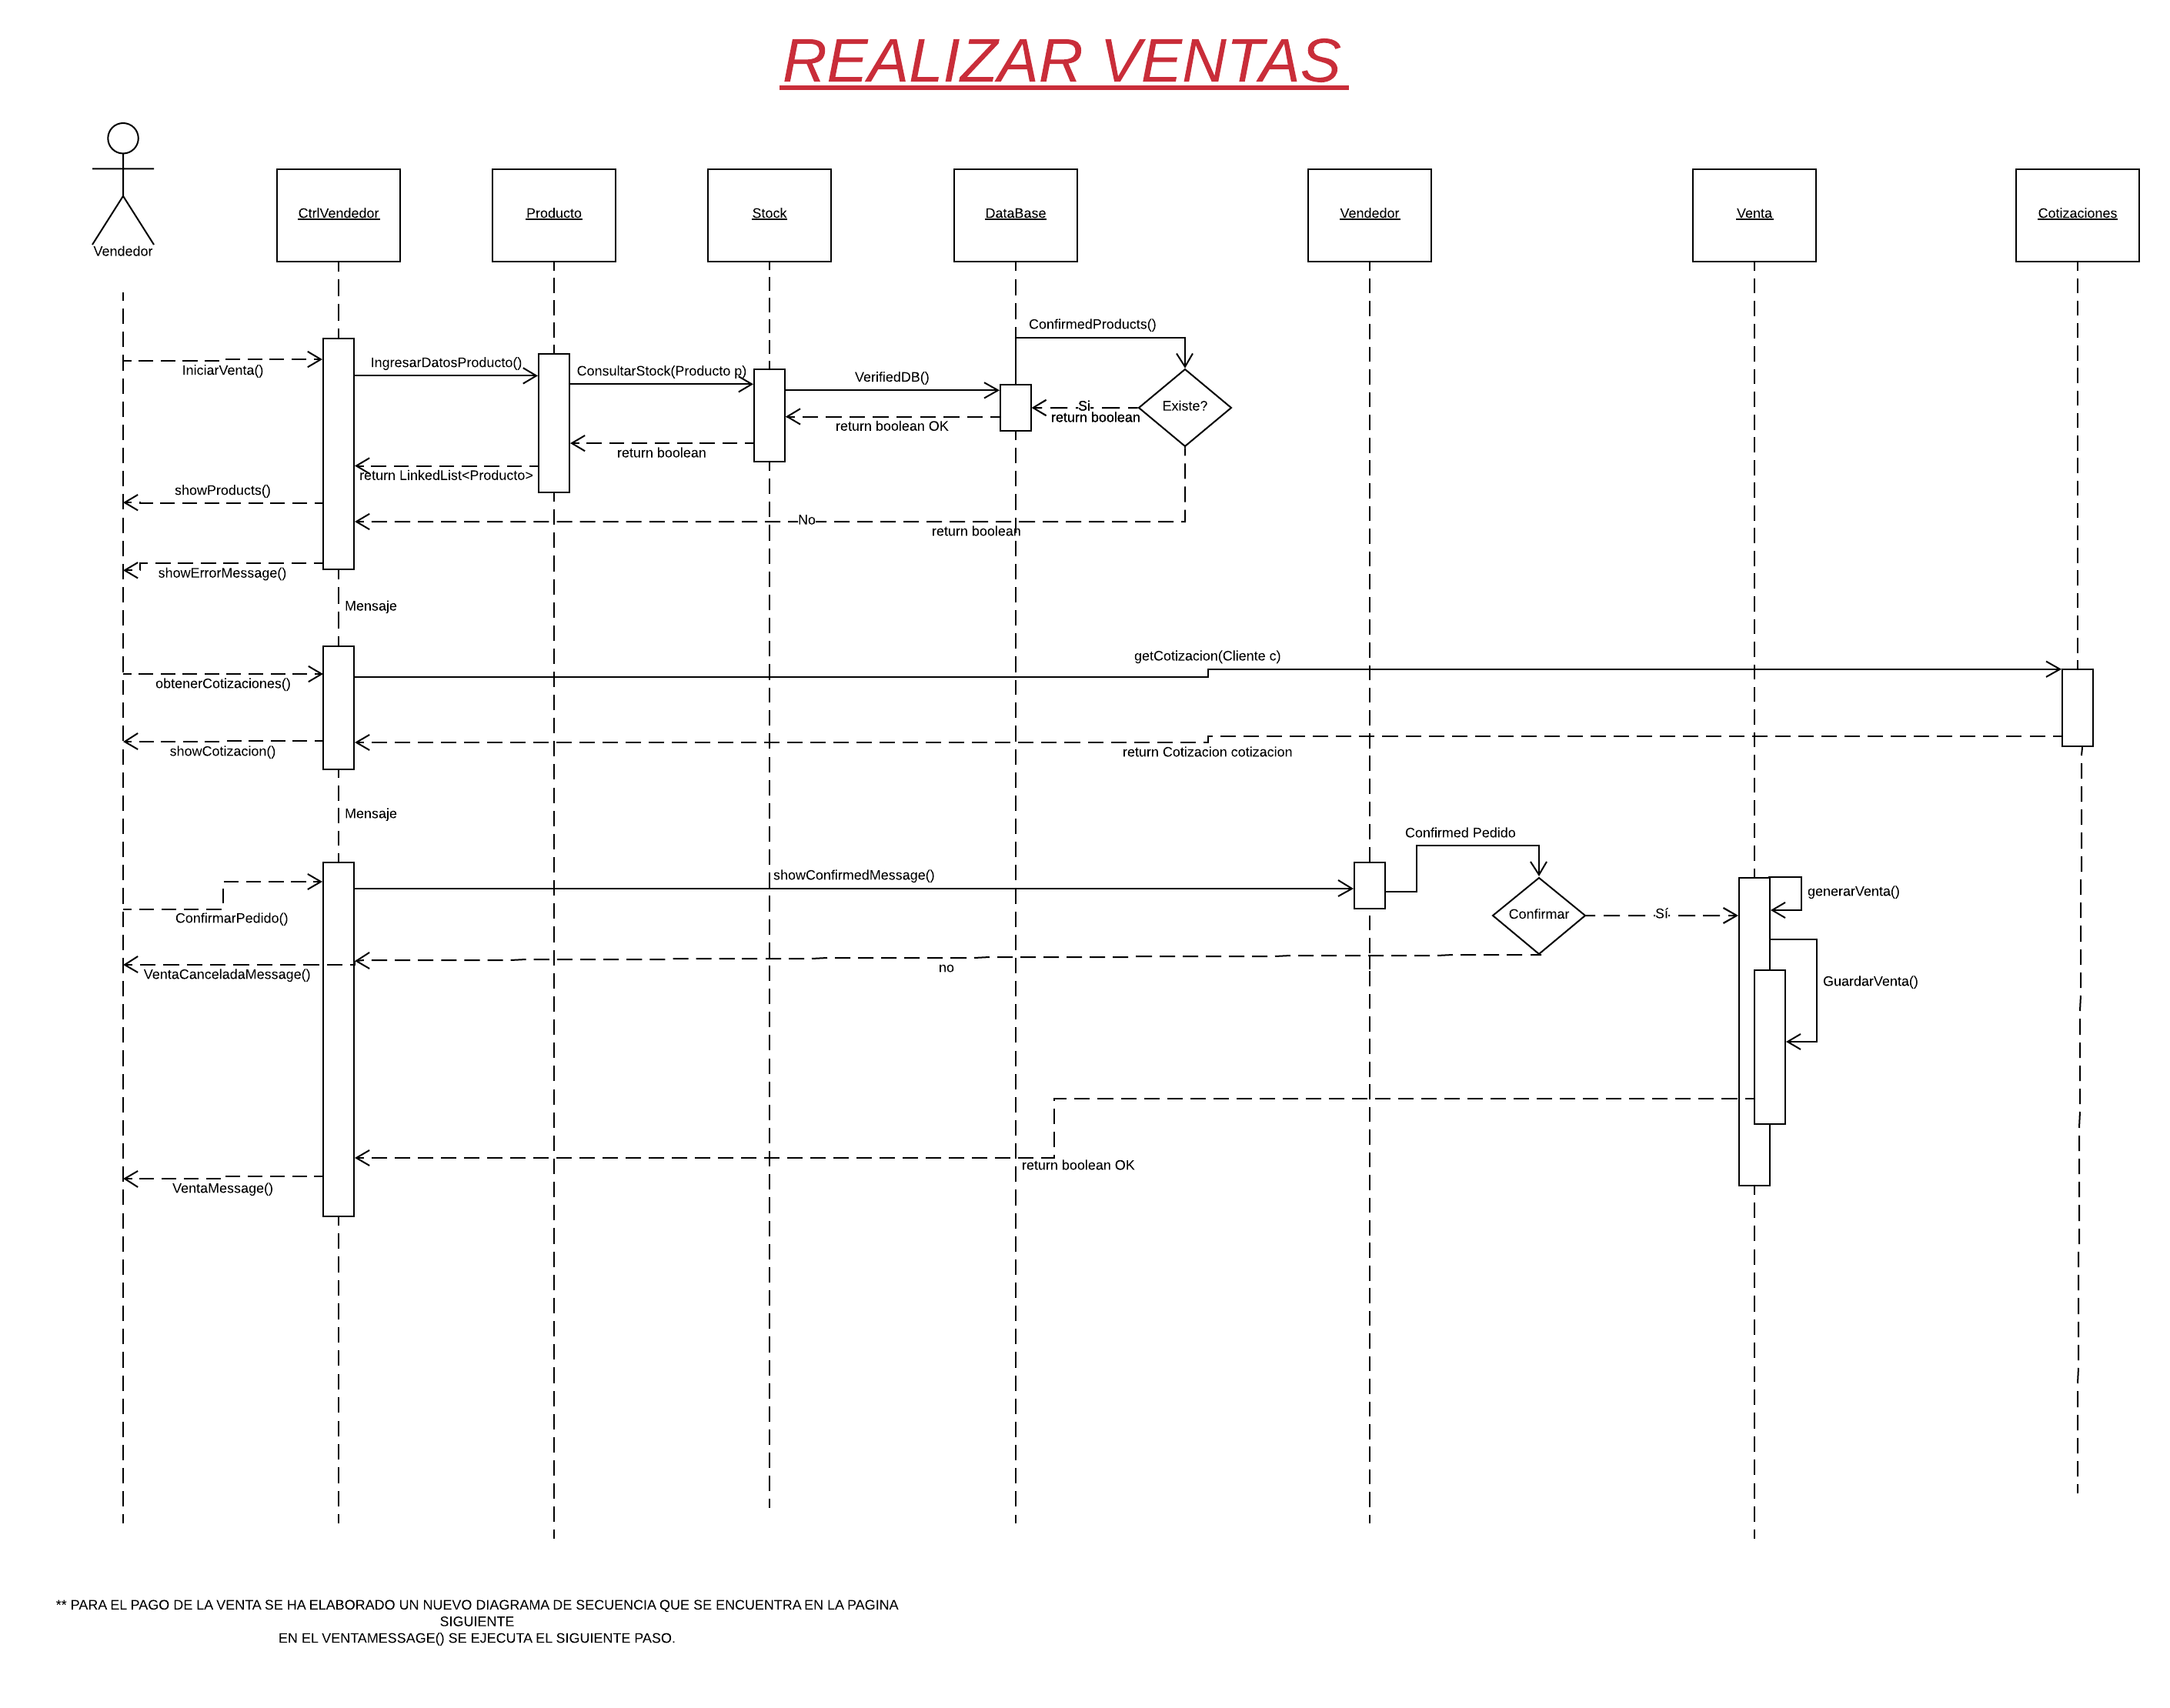 REALIZAR VENTAS
Vendedor
CtrlVendedor
Producto
Stock
DataBase
Vendedor
Venta
Cotizaciones
ConfirmedProducts()
IniciarVenta()
IngresarDatosProducto()
ConsultarStock(Producto p)
VerifiedDB()
Existe?
Si
return boolean
return boolean OK
return boolean
return LinkedList<Producto>
showProducts()
No
return boolean
showErrorMessage()
Mensaje
getCotizacion(Cliente c)
obtenerCotizaciones()
showCotizacion()
return Cotizacion cotizacion
Mensaje
Confirmed Pedido
showConfirmedMessage()
generarVenta()
ConfirmarPedido()
Confirmar
Sí
no
VentaCanceladaMessage()
GuardarVenta()
return boolean OK
VentaMessage()
** PARA EL PAGO DE LA VENTA SE HA ELABORADO UN NUEVO DIAGRAMA DE SECUENCIA QUE SE ENCUENTRA EN LA PAGINA
SIGUIENTE
EN EL VENTAMESSAGE() SE EJECUTA EL SIGUIENTE PASO.